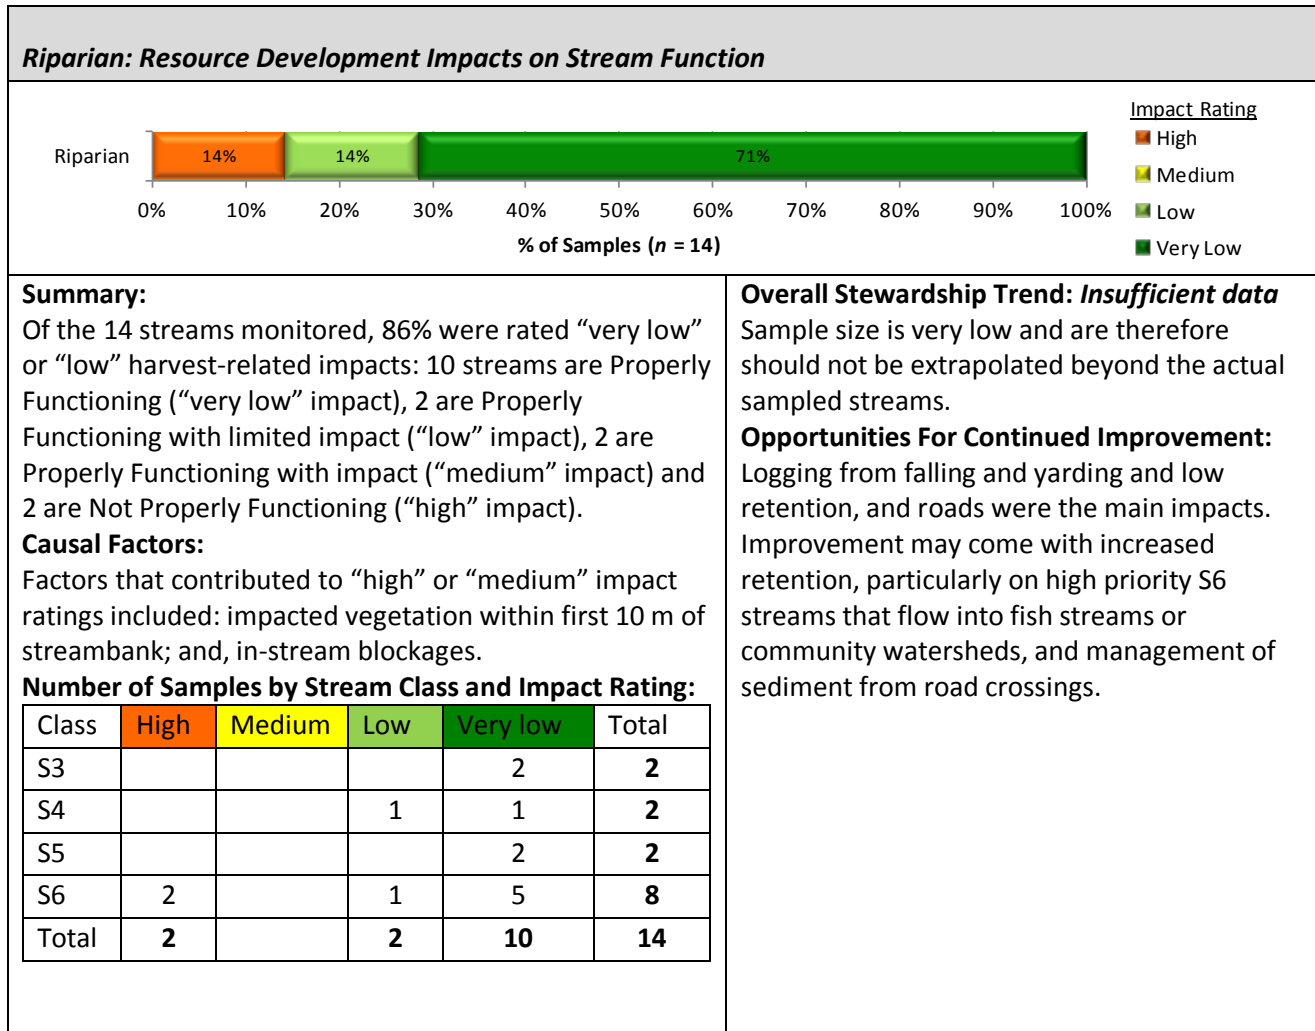 Riparian: Resource Development Impacts on Stream Function
Impact Rating
High
Medium
Low
Very Low
Riparian
14%
14%
71%
0%
10%
20%
30%
40%
50%
60%
70%
80%
90%
100%
% of Samples (n = 14)
Summary:
Of the 14 streams monitored, 86% were rated “very low”
or “low” harvest-related impacts: 10 streams are Properly
Functioning (“very low” impact), 2 are Properly
Functioning with limited impact (“low” impact), 2 are
Properly Functioning with impact (“medium” impact) and
2 are Not Properly Functioning (“high” impact).
Causal Factors:
Factors that contributed to “high” or “medium” impact
ratings included: impacted vegetation within first 10 m of
streambank; and, in-stream blockages.
Number of Samples by Stream Class and Impact Rating:
Class High Medium Low Very low Total
S3 2 2
S4 1 1 2
S5 2 2
S6 2 1 5 8
Total 2 2 10 14
Overall Stewardship Trend: Insufficient data
Sample size is very low and are therefore
should not be extrapolated beyond the actual
sampled streams.
Opportunities For Continued Improvement:
Logging from falling and yarding and low
retention, and roads were the main impacts.
Improvement may come with increased
retention, particularly on high priority S6
streams that flow into fish streams or
community watersheds, and management of
sediment from road crossings.